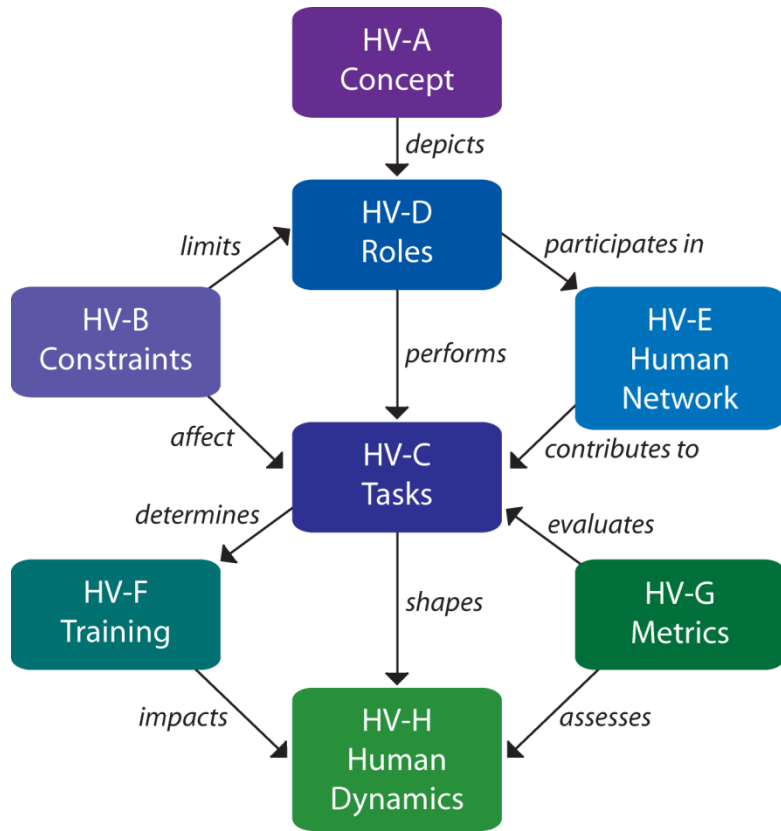 HV-A
Concept
depicts
HV-D
Roles
limits
participates in
HV-B
Constraints
HV-E
Human
Network
performs
affect
HV-C
Tasks
contributes to
determines
evaluates
HV-F
Training
shapes
HV-G
Metrics
impacts
HV-H
Human
Dynamics
assesses